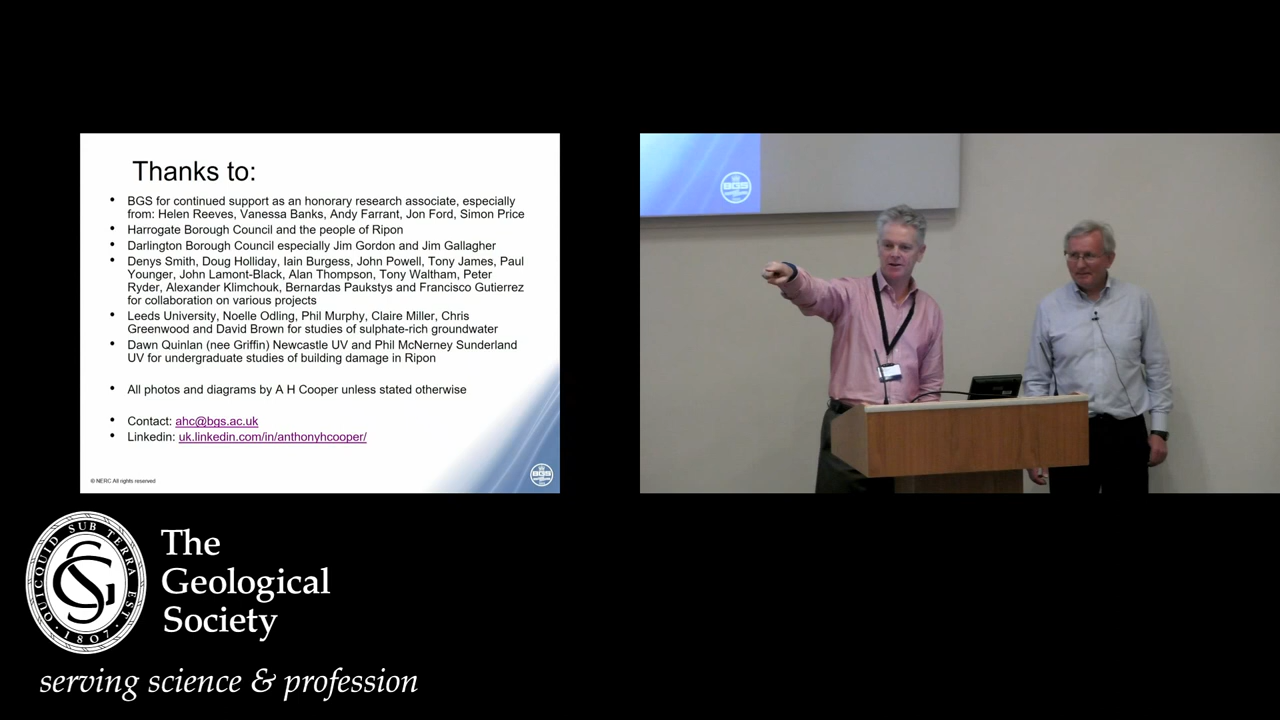 Thanks to:
• BGS for continued support as an honorary research associate, especially
from: Helen Reeves, Vanessa Banks, Andy Farrant, Jon Ford, Simon Price
• Harrogate Borough Council and the people of Ripon
• Darlington Borough Council especially Jim Gordon and Jim Gallagher
• Denys Smith, Doug Holliday, Iain Burgess, John Powell, Tony James, Paul
Younger, John Lamont-Black, Alan Thompson, Tony Waltham, Peter
Ryder, Alexander Klimchouk, Bernardas Paukstys and Francisco Gutierrez
for collaboration on various projects
• Leeds University, Noelle Odling, Phil Murphy, Claire Miller, Chris
Greenwood and David Brown for studies of sulphate-rich groundwater
• Dawn Quinlan (nee Griffin) Newcastle UV and Phil McNerney Sunderland
UV for undergraduate studies of building damage in Ripon
• All photos and diagrams by A H Cooper unless stated otherwise
• Contact: ahc@bgs.ac.uk
• Linkedin: uk.linkedin.com/in/anthonyhcooper/
© NERC All rights reserved
BGS
BGS
QUICQUID SUB TERRA EST
· 1807 ·
GS
The
Geological
Society
serving science & profession